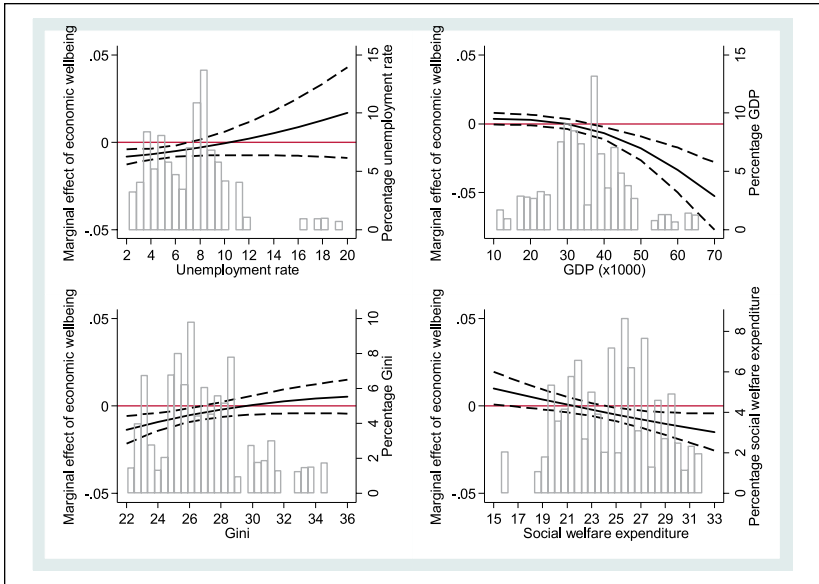 Marginal effect of economic wellbeing
.05
0
-.05
15
10
5
0
Percentage unemployment rate
2 4 6 8 10 12 14 16 18 20
Unemployment rate
Marginal effect of economic wellbeing
.05
0
-.05
15
10
5
0
Percentage GDP
10 20 30 40 50 60 70
GDP (x1000)
Marginal effect of economic wellbeing
.05
0
-.05
10
8
6
4
2
0
Percentage Gini
22 24 26 28 30 32 34 36
Gini
Marginal effect of economic wellbeing
.05
0
-.05
8
6
4
2
0
Percentage social welfare expenditure
15 17 19 21 23 25 27 29 31 33
Social welfare expenditure